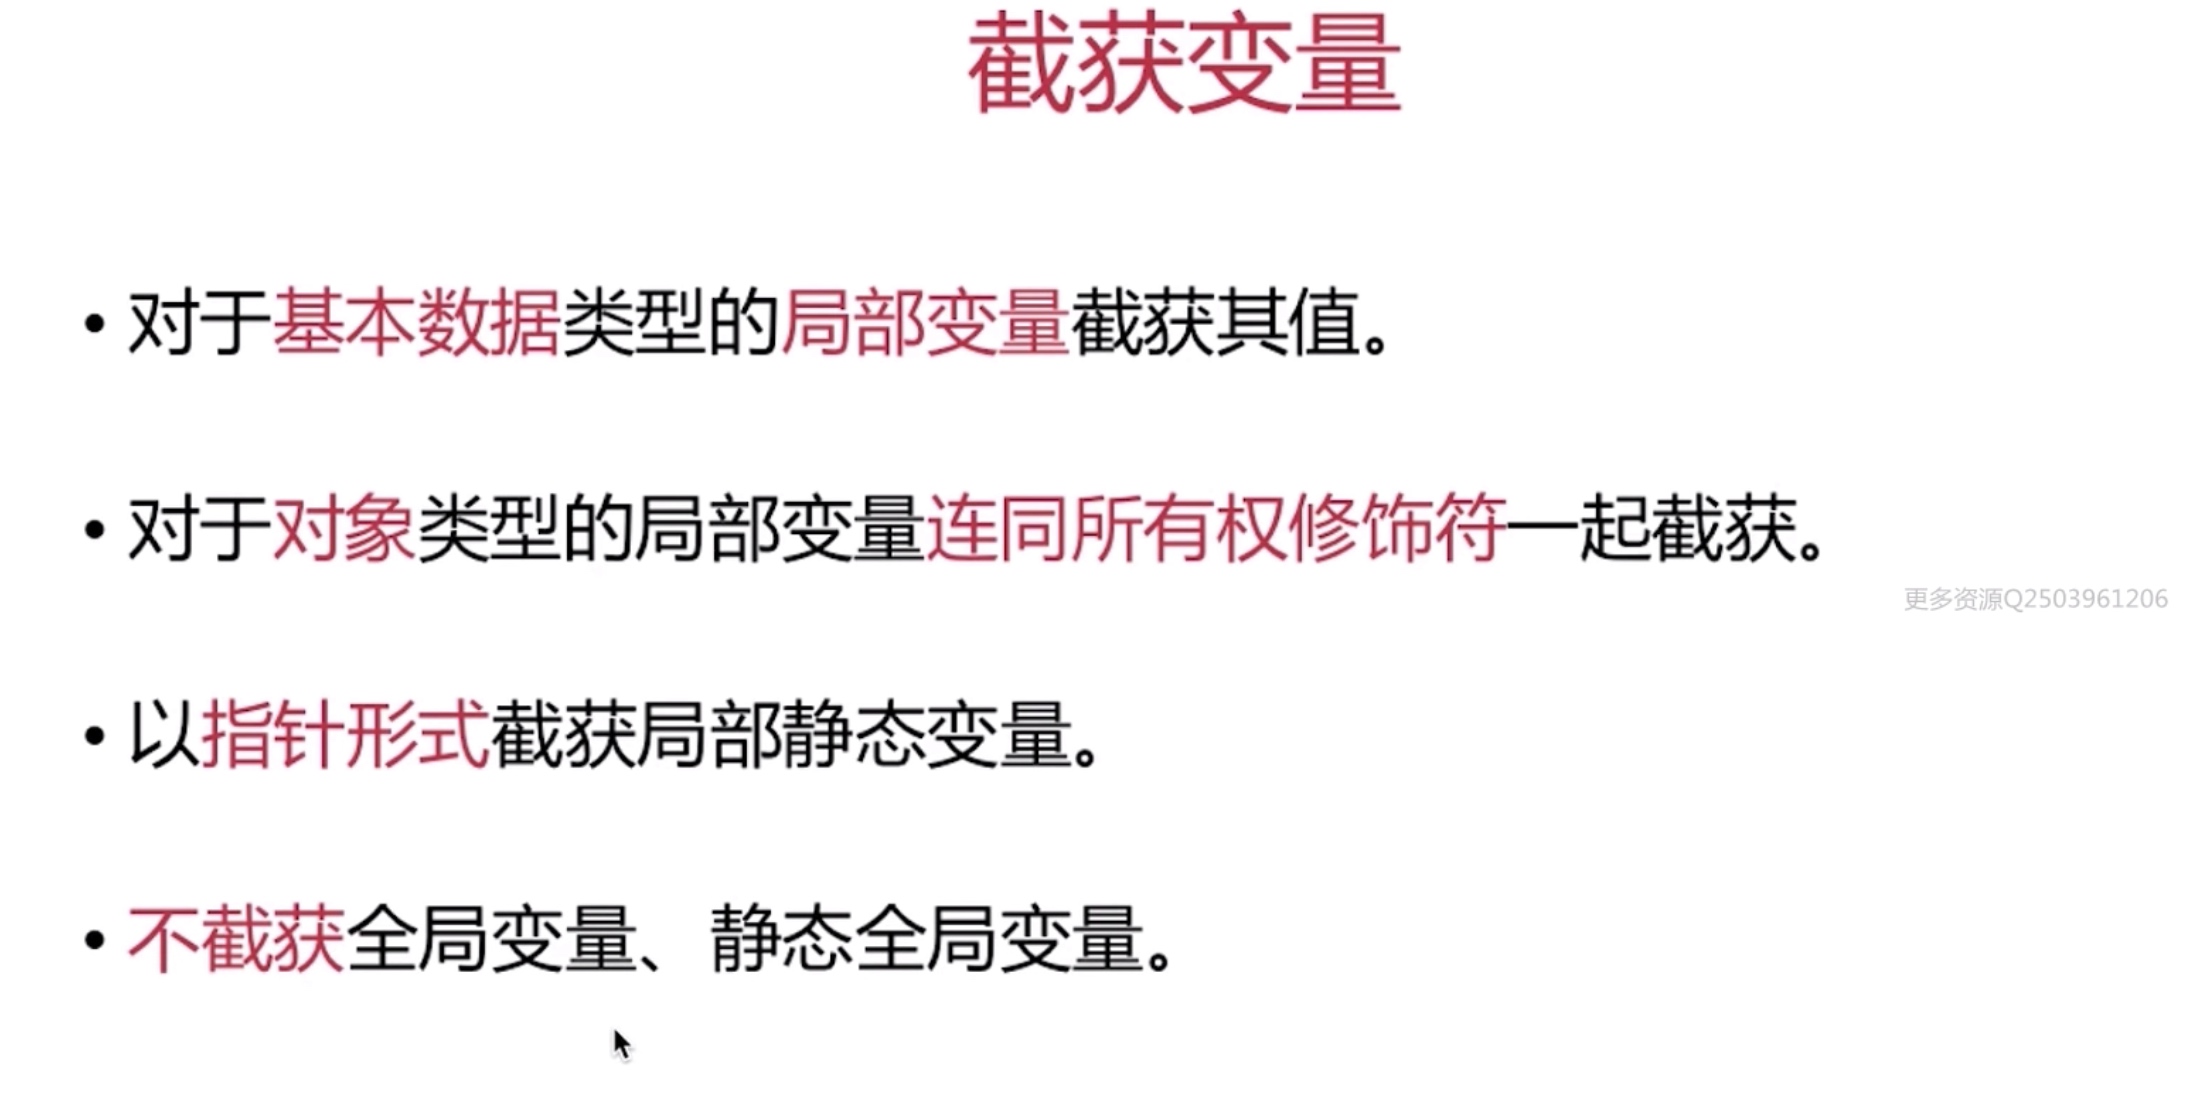 截获变量
• 对于基本数据类型的局部变量截获其值。
• 对于对象类型的局部变量连同所有权修饰符一起截获。
更多资源Q2503961206
• 以指针形式截获局部静态变量。
• 不截获全局变量、静态全局变量。